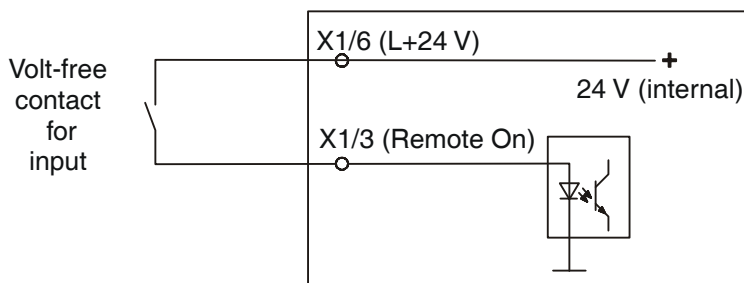 X1/6 (L+24 V)
Volt-free
contact
for
input
+
24 V (internal)
X1/3 (Remote On)